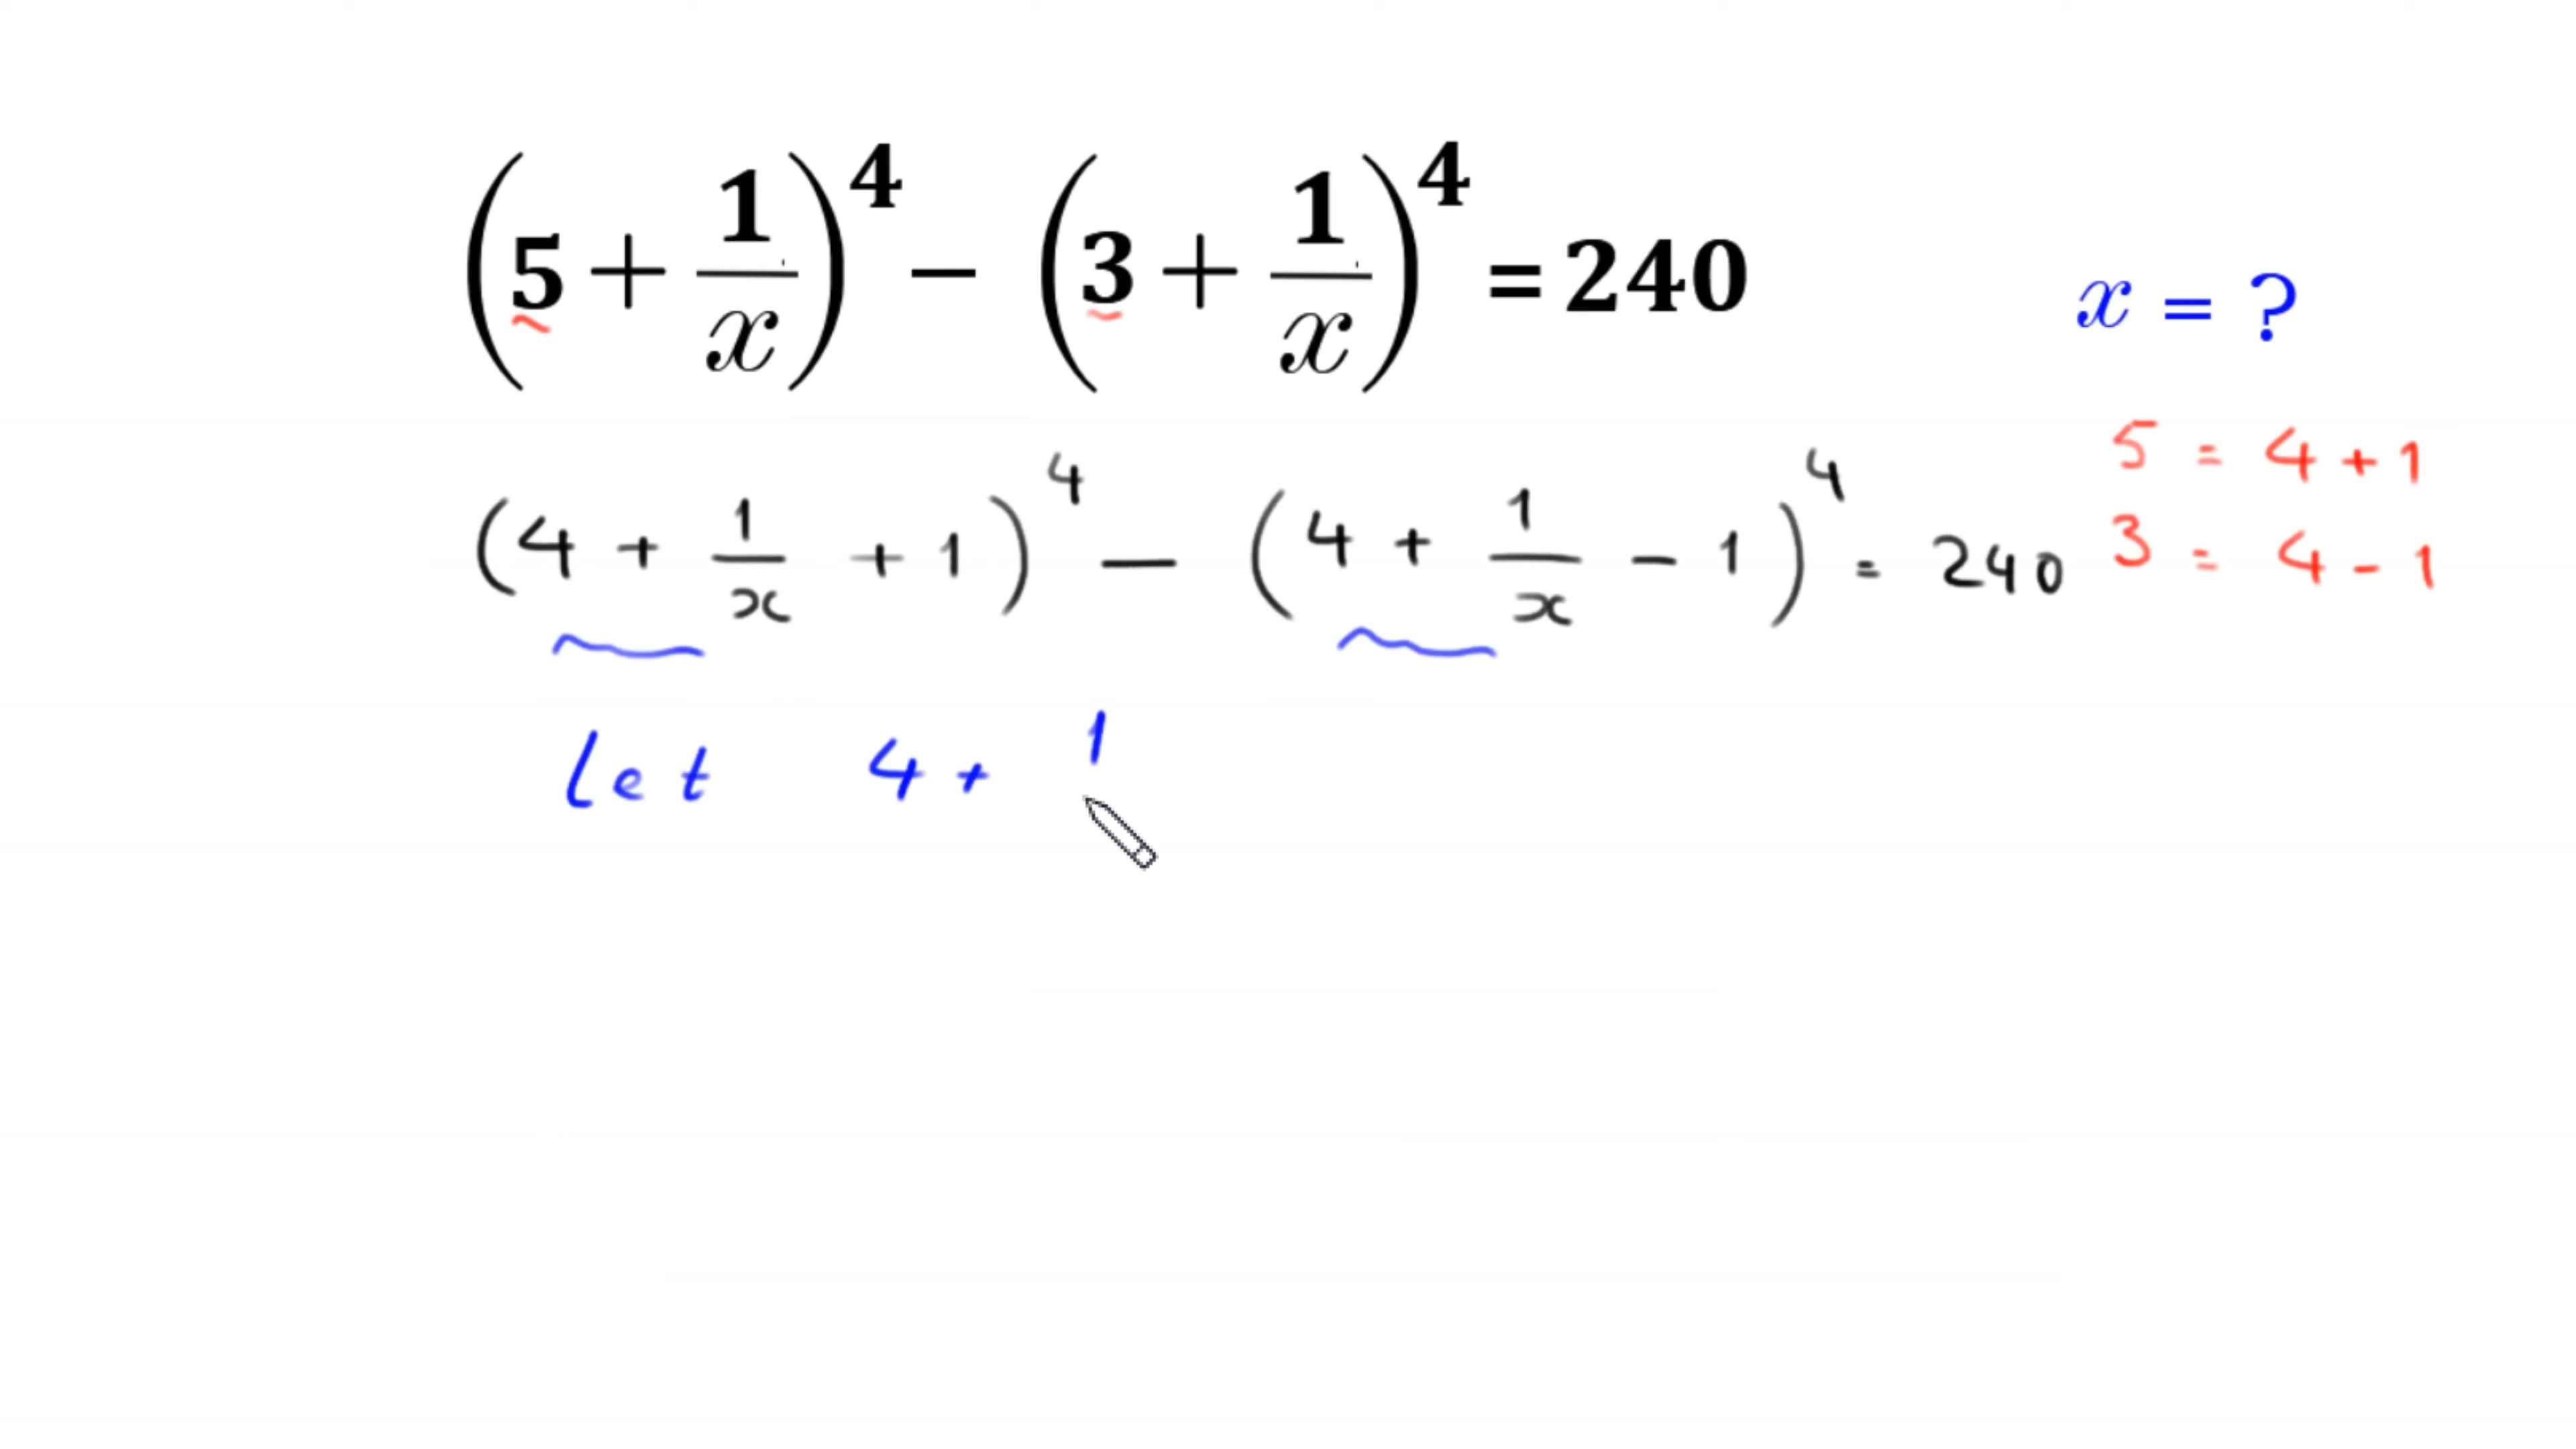 (5 + 1/x)^4 − (3 + 1/x)^4 = 240
x = ?
5 = 4 + 1
(4 + 1/x + 1)^4 − (4 + 1/x − 1)^4 = 240
3 = 4 - 1
let 4 + 1